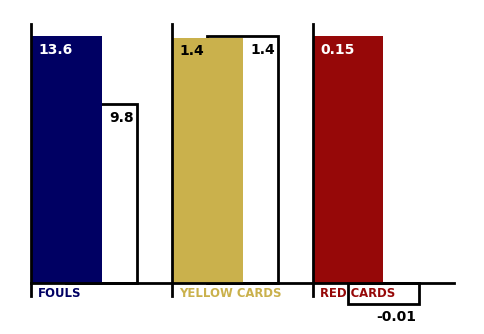 13.6
9.8
1.4
1.4
0.15
FOULS
YELLOW CARDS
RED CARDS
-0.01